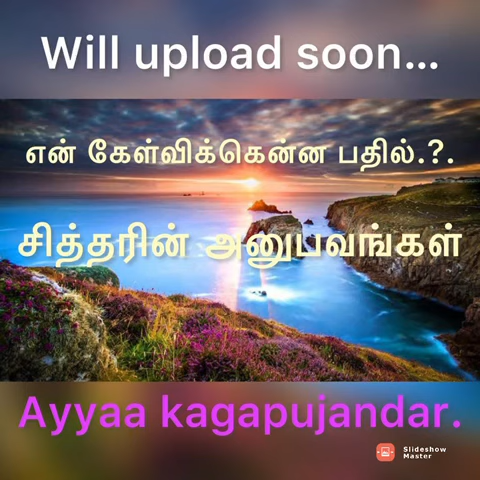 Will upload soon...
என் கேள்விக்கென்ன பதில்.?.
சித்தரின் அனுபவங்கள்
Ayyaa kagapujandar.
Slideshow
Master